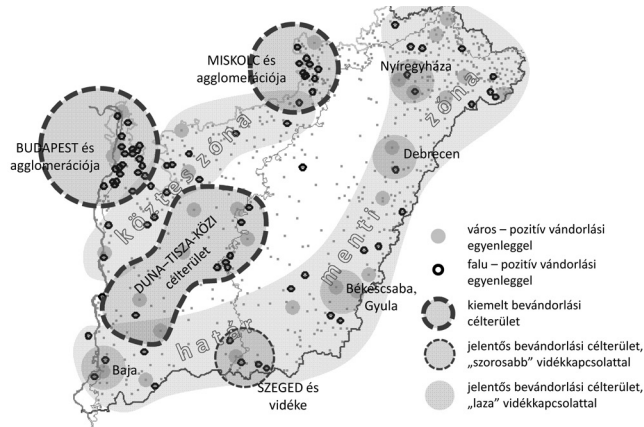 MISKOLC és
agglomerációja
Nyíregyháza
BUDAPEST és
agglomerációja
köztes zóna
Debrecen
DUNA–TISZA-KÖZI
célterület
Békéscsaba,
Gyula
határ menti zóna
Baja
SZEGED és
vidéke
város – pozitív vándorlási
egyenleggel
falu – pozitív vándorlási
egyenleggel
kiemelt bevándorlási
célterület
jelentős bevándorlási célterület,
„szorosabb” vidékkapcsolattal
jelentős bevándorlási célterület,
„laza” vidékkapcsolattal